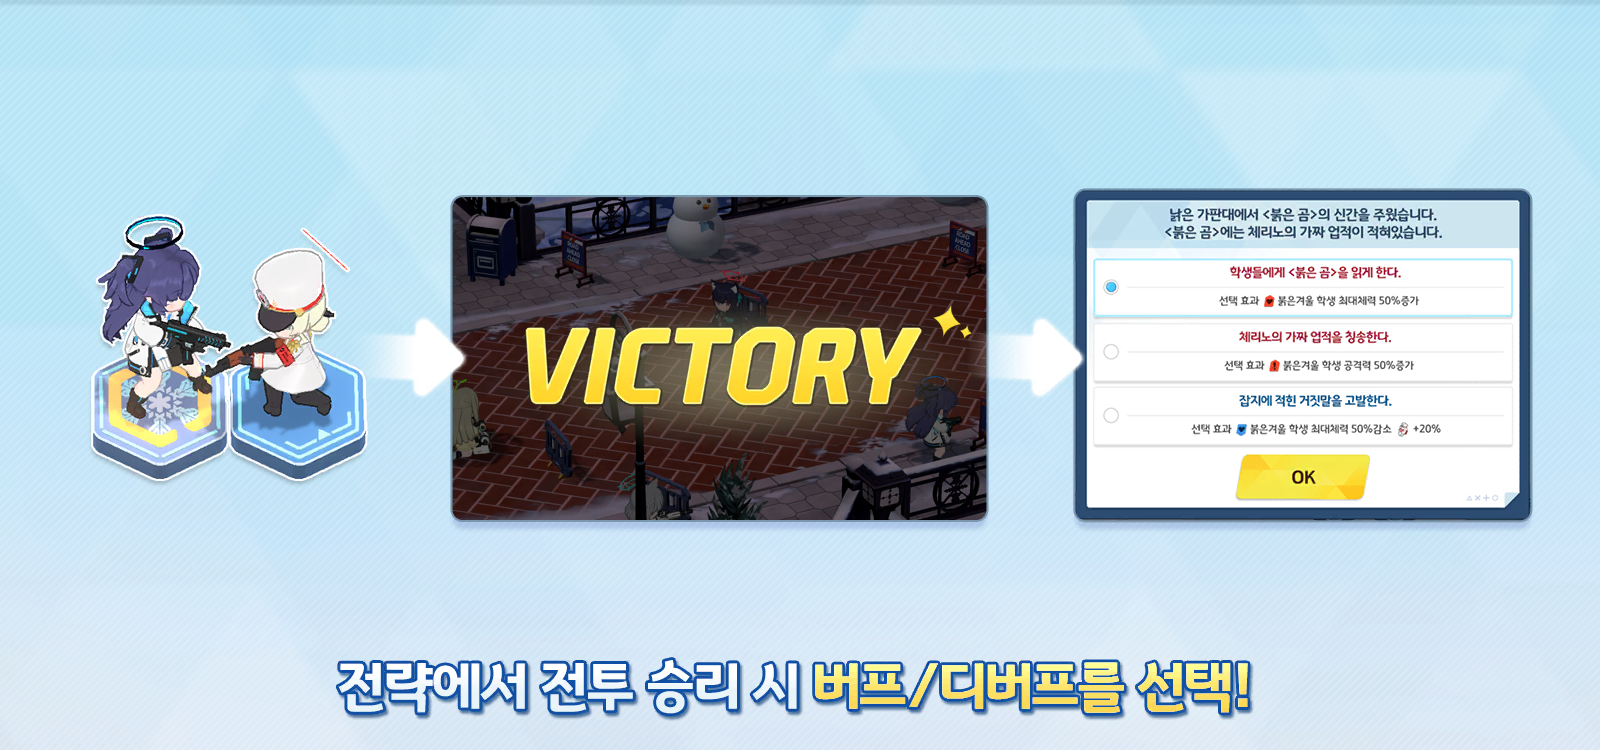 ROAD
AHEAD
CLOSE
ROAD
AHEAD
CLOSE
VICTORY
낡은 가판대에서 <붉은 곰>의 신간을 주웠습니다.
<붉은 곰>에는 체리노의 가짜 업적이 적혀있습니다.
학생들에게 <붉은 곰>을 읽게 한다.
선택 효과 붉은겨울 학생 최대체력 50%증가
체리노의 가짜 업적을 칭송한다.
선택 효과 붉은겨울 학생 공격력 50%증가
잡지에 적힌 거짓말을 고발한다.
선택 효과 붉은겨울 학생 최대체력 50%감소 +20%
OK
전략에서 전투 승리 시 버프/디버프를 선택!